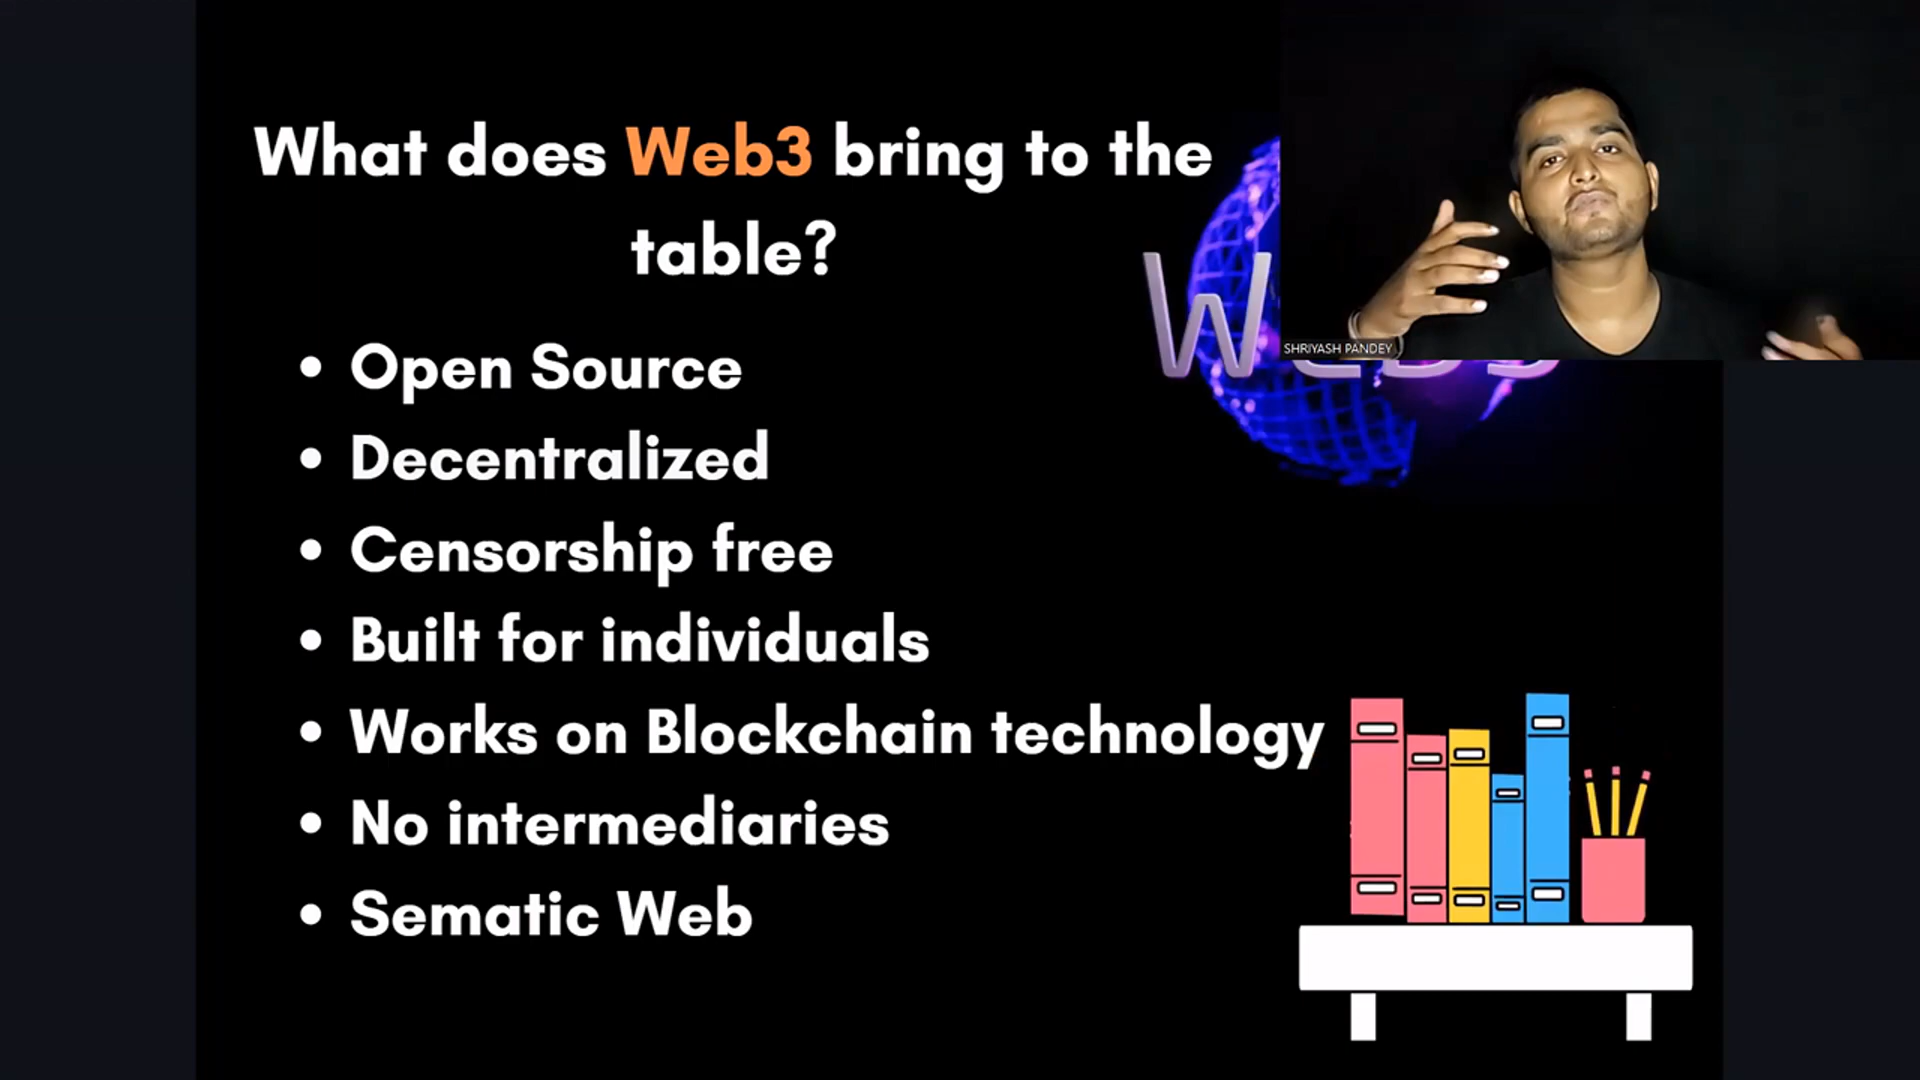 What does Web3 bring to the
table?
W
SHRIYASH PANDEY
• Open Source
• Decentralized
• Censorship free
• Built for individuals
• Works on Blockchain technology
• No intermediaries
• Sematic Web